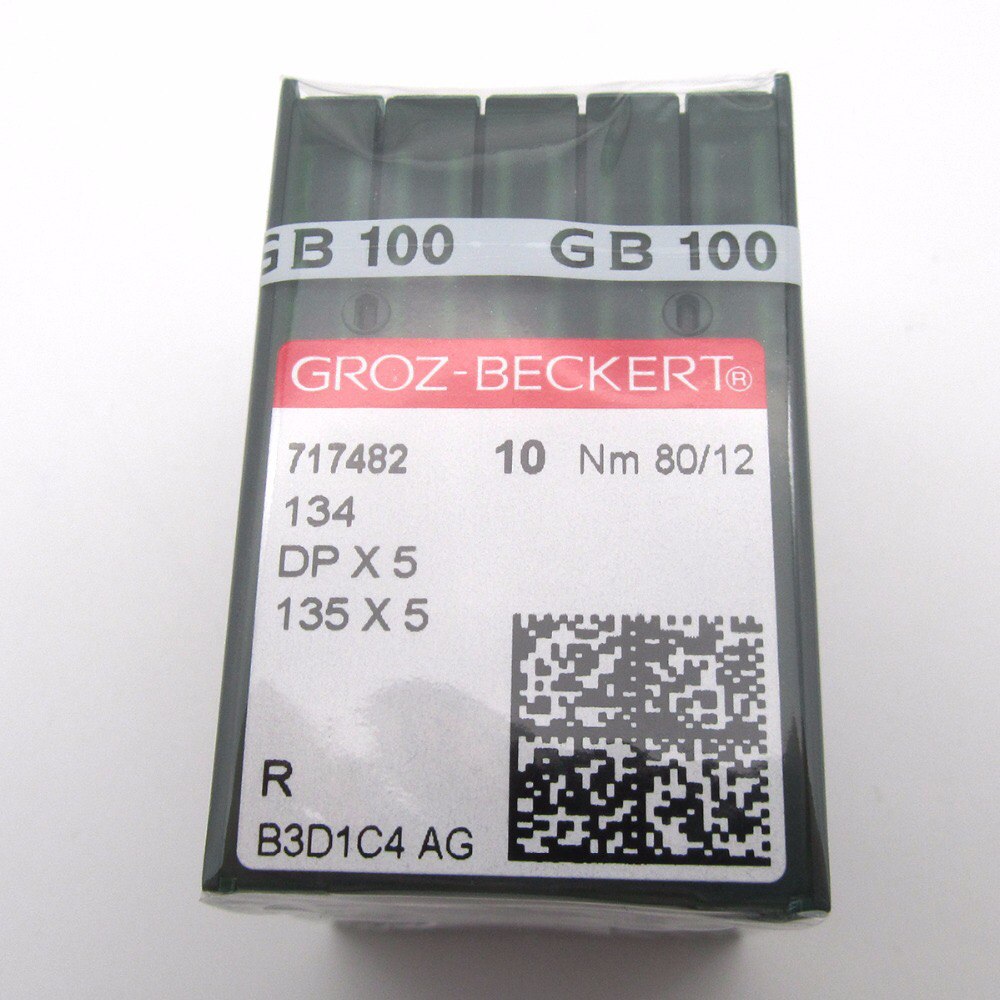 GB 100 GB 100
GROZ-BECKERT®
717482 10 Nm 80/12
134
DP X 5
135 X 5
R
B3D1C4 AG